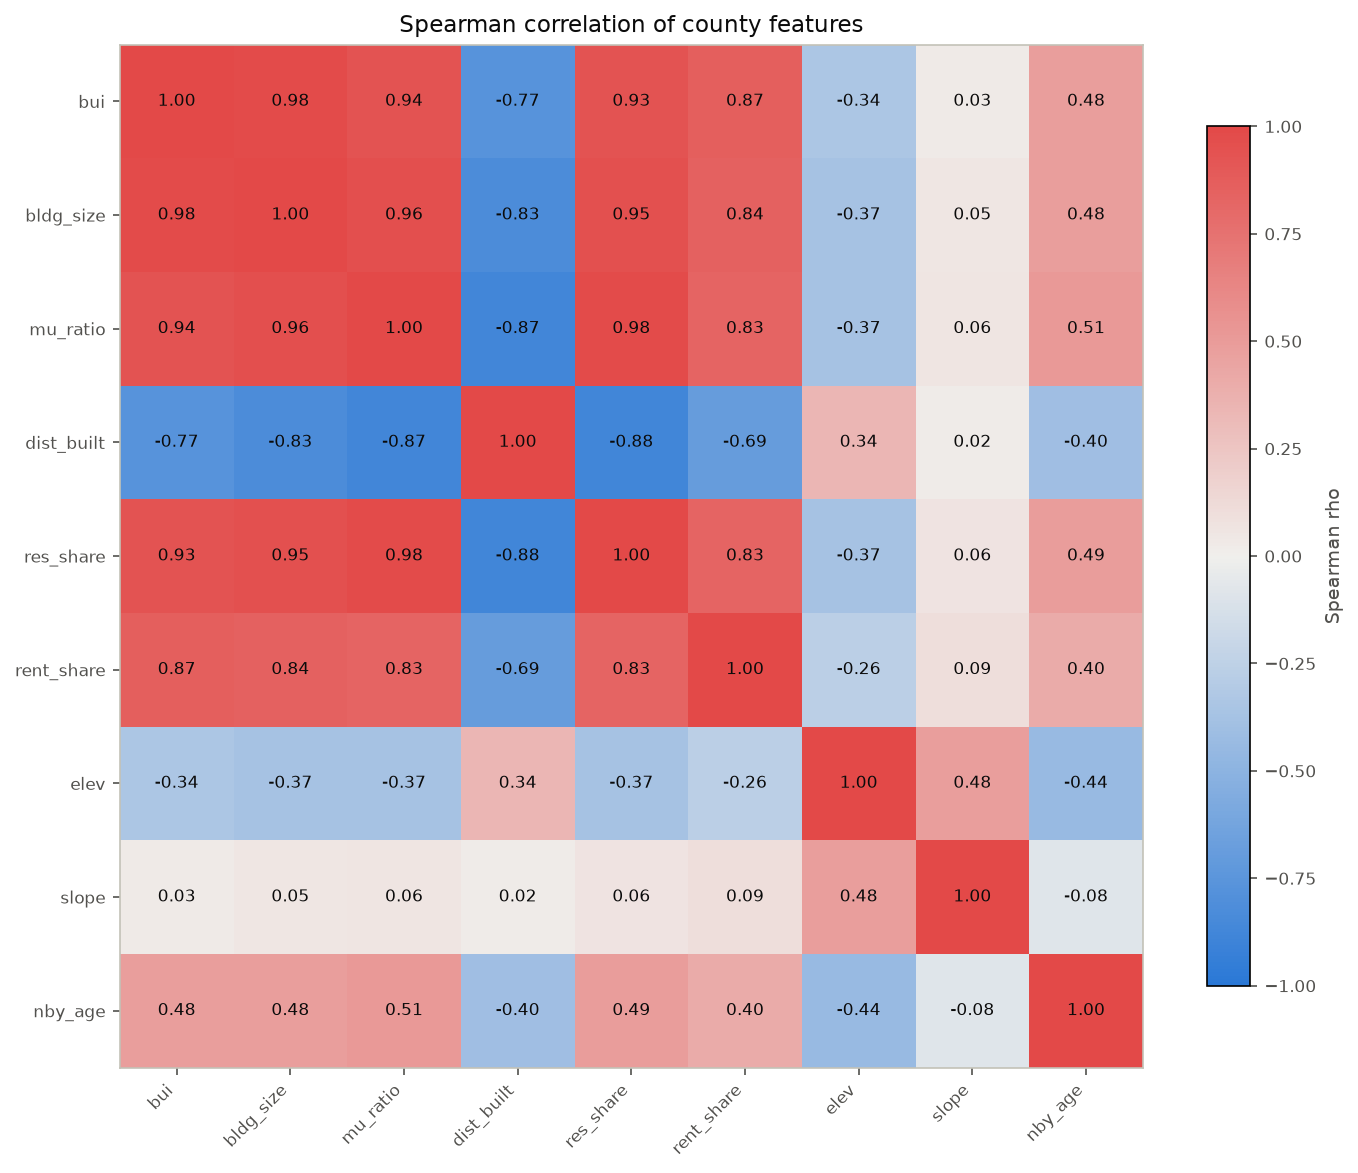 Spearman correlation of county features
bui 1.00 0.98 0.94 -0.77 0.93 0.87 -0.34 0.03 0.48
bldg_size 0.98 1.00 0.96 -0.83 0.95 0.84 -0.37 0.05 0.48
mu_ratio 0.94 0.96 1.00 -0.87 0.98 0.83 -0.37 0.06 0.51
dist_built -0.77 -0.83 -0.87 1.00 -0.88 -0.69 0.34 0.02 -0.40
res_share 0.93 0.95 0.98 -0.88 1.00 0.83 -0.37 0.06 0.49
rent_share 0.87 0.84 0.83 -0.69 0.83 1.00 -0.26 0.09 0.40
elev -0.34 -0.37 -0.37 0.34 -0.37 -0.26 1.00 0.48 -0.44
slope 0.03 0.05 0.06 0.02 0.06 0.09 0.48 1.00 -0.08
nby_age 0.48 0.48 0.51 -0.40 0.49 0.40 -0.44 -0.08 1.00
bui bldg_size mu_ratio dist_built res_share rent_share elev slope nby_age
1.00
0.75
0.50
0.25
0.00
−0.25
−0.50
−0.75
−1.00
Spearman rho